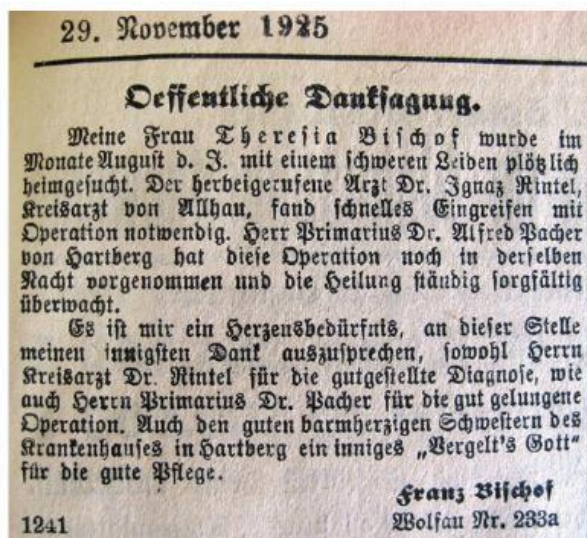 29. November 1925
Oeffentliche Danksagung.
Meine Frau Theresia Bischof wurde im
Monate August d. J. mit einem schweren Leiden plötzlich
heimgesucht. Der herbeigerufene Arzt Dr. Ignaz Rintel,
Kreisarzt von Allhau, fand schnelles Eingreifen mit
Operation notwendig. Herr Primarius Dr. Alfred Pacher
von Hartberg hat diese Operation noch in derselben
Nacht vorgenommen und die Heilung ständig sorgfältig
überwacht.
Es ist mir ein Herzensbedürfnis, an dieser Stelle
meinen innigsten Dank auszusprechen, sowohl Herrn
Kreisarzt Dr. Rintel für die gutgestellte Diagnose, wie
auch Herrn Primarius Dr. Pacher für die gut gelungene
Operation. Auch den guten barmherzigen Schwestern des
Krankenhauses in Hartberg ein inniges „Vergelt's Gott"
für die gute Pflege.
Franz Bischof
1241 Wolfau Nr. 233a